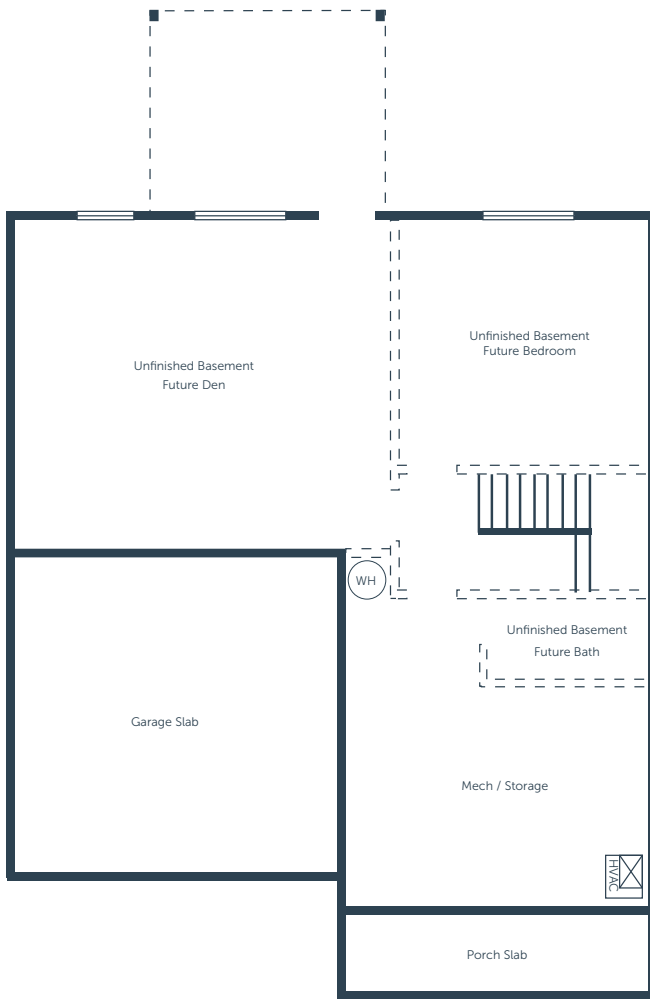 Unfinished Basement
Future Bedroom
Unfinished Basement
Future Den
WH
Unfinished Basement
Future Bath
Garage Slab
Mech / Storage
HVAC
Porch Slab